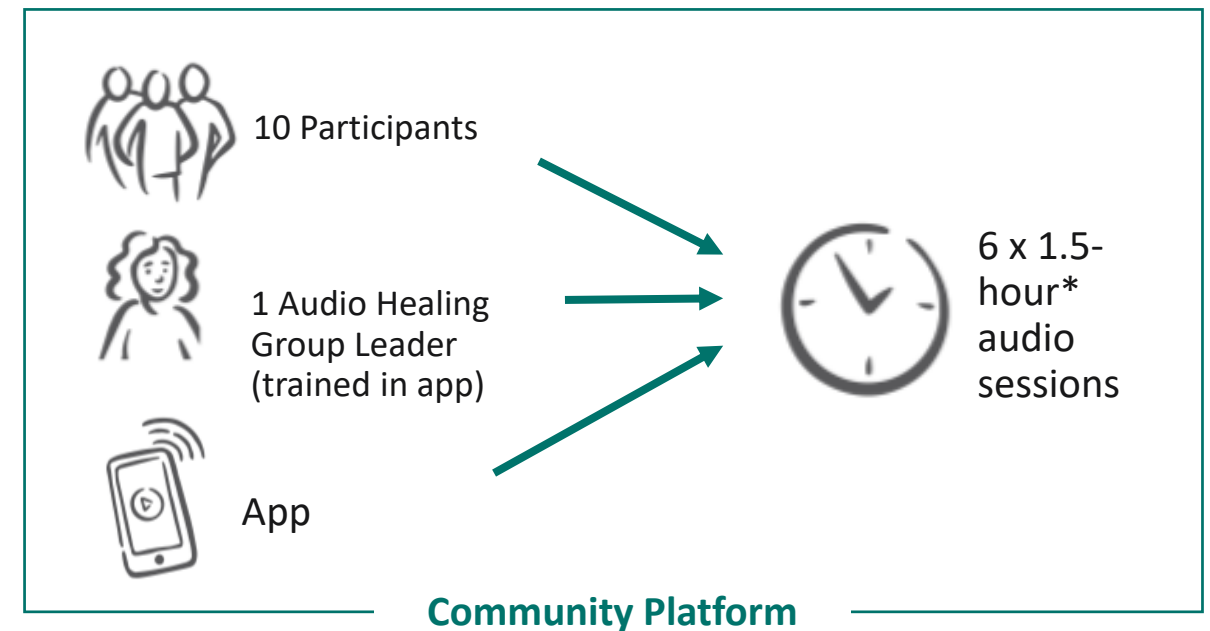 10 Participants
1 Audio Healing
Group Leader
(trained in app)
App
6 x 1.5-
hour*
audio
sessions
Community Platform